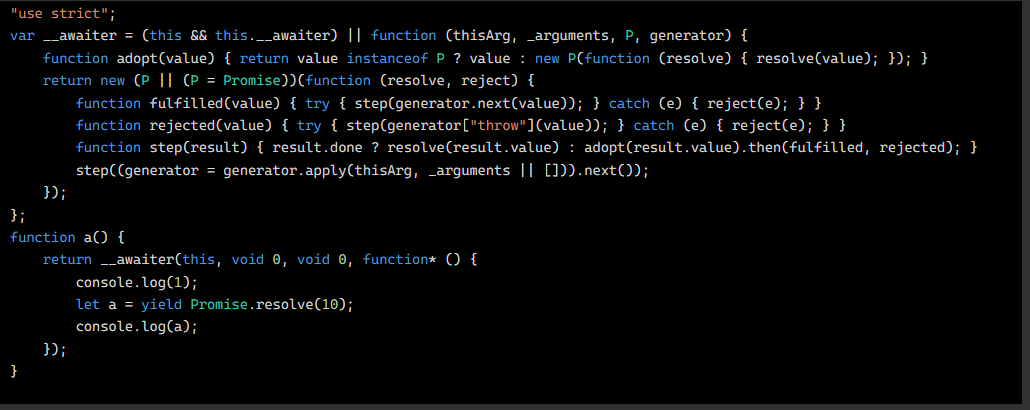 "use strict";
var __awaiter = (this && this.__awaiter) || function (thisArg, _arguments, P, generator) {
    function adopt(value) { return value instanceof P ? value : new P(function (resolve) { resolve(value); }); }
    return new (P || (P = Promise))(function (resolve, reject) {
        function fulfilled(value) { try { step(generator.next(value)); } catch (e) { reject(e); } }
        function rejected(value) { try { step(generator["throw"](value)); } catch (e) { reject(e); } }
        function step(result) { result.done ? resolve(result.value) : adopt(result.value).then(fulfilled, rejected); }
        step((generator = generator.apply(thisArg, _arguments || [])).next());
    });
};
function a() {
    return __awaiter(this, void 0, void 0, function* () {
        console.log(1);
        let a = yield Promise.resolve(10);
        console.log(a);
    });
}